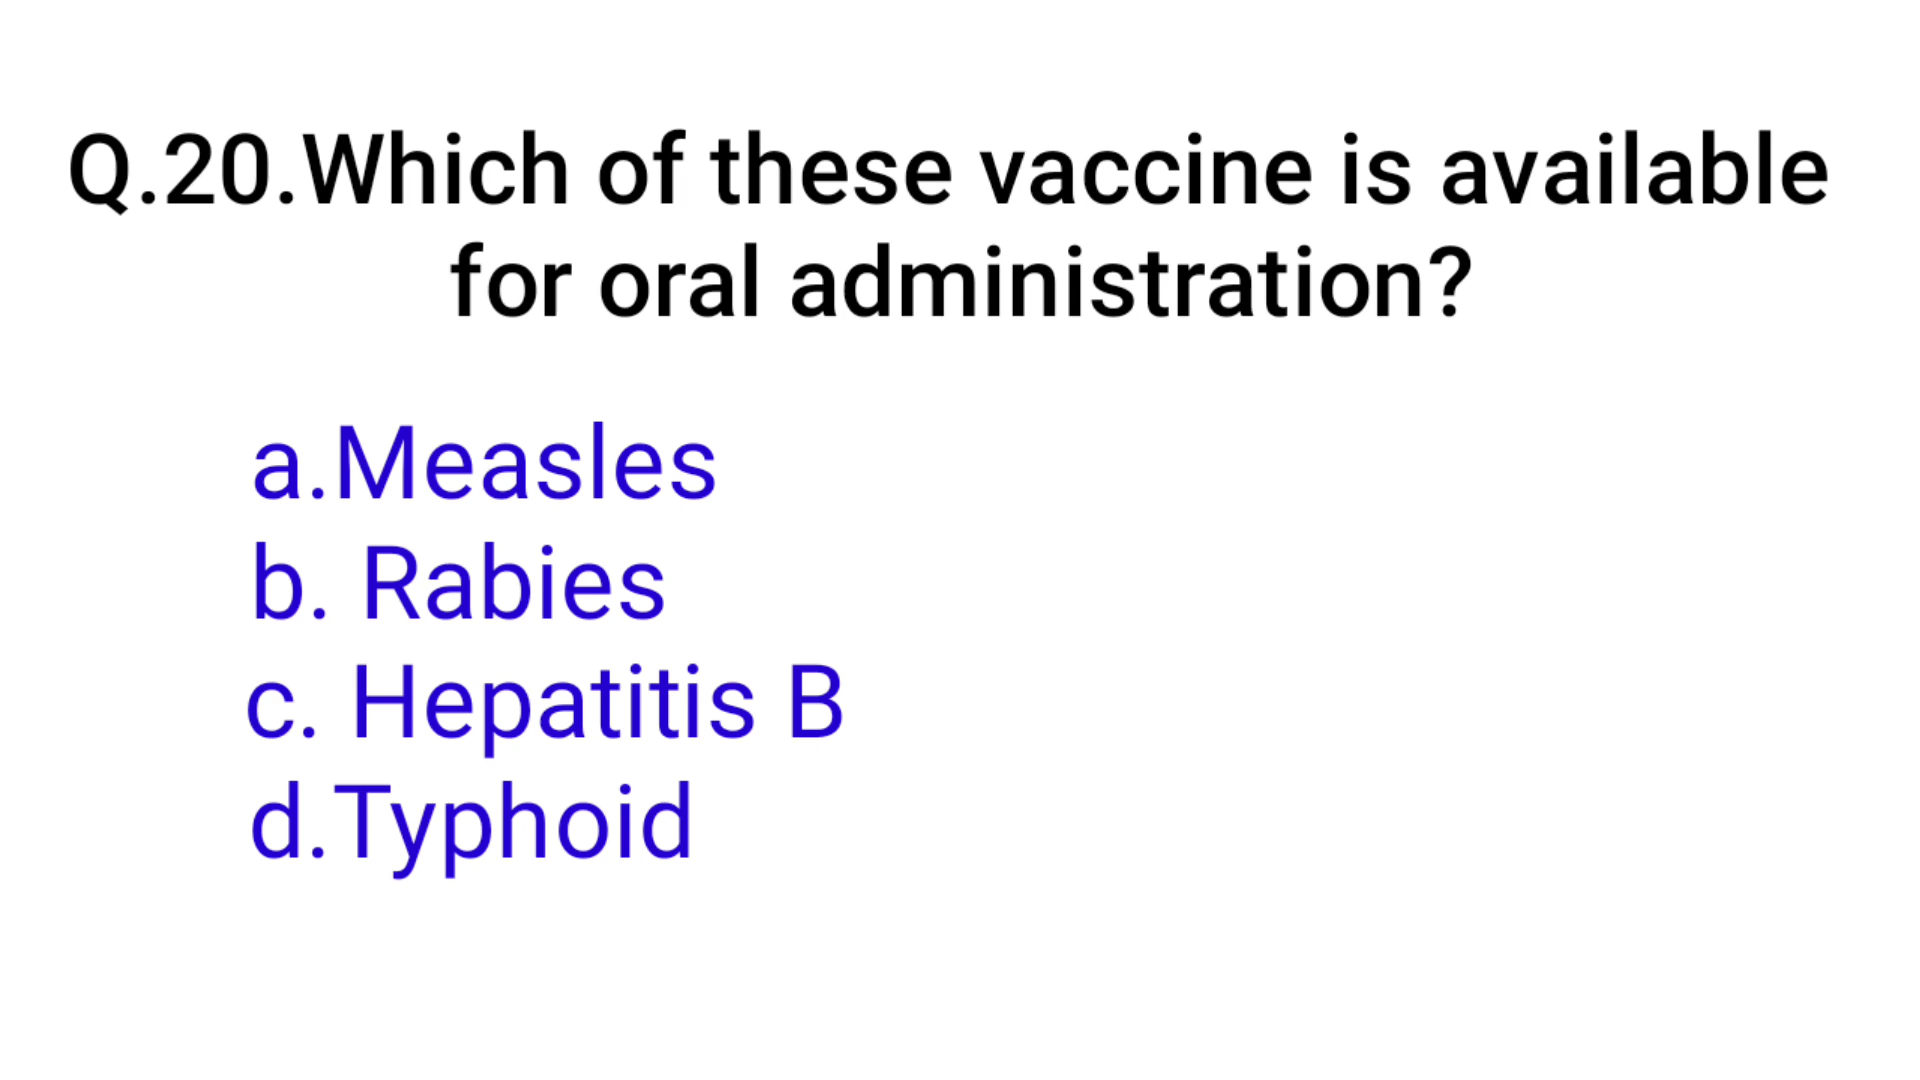 Q.20.Which of these vaccine is available
for oral administration?
a.Measles
b. Rabies
c. Hepatitis B
d.Typhoid